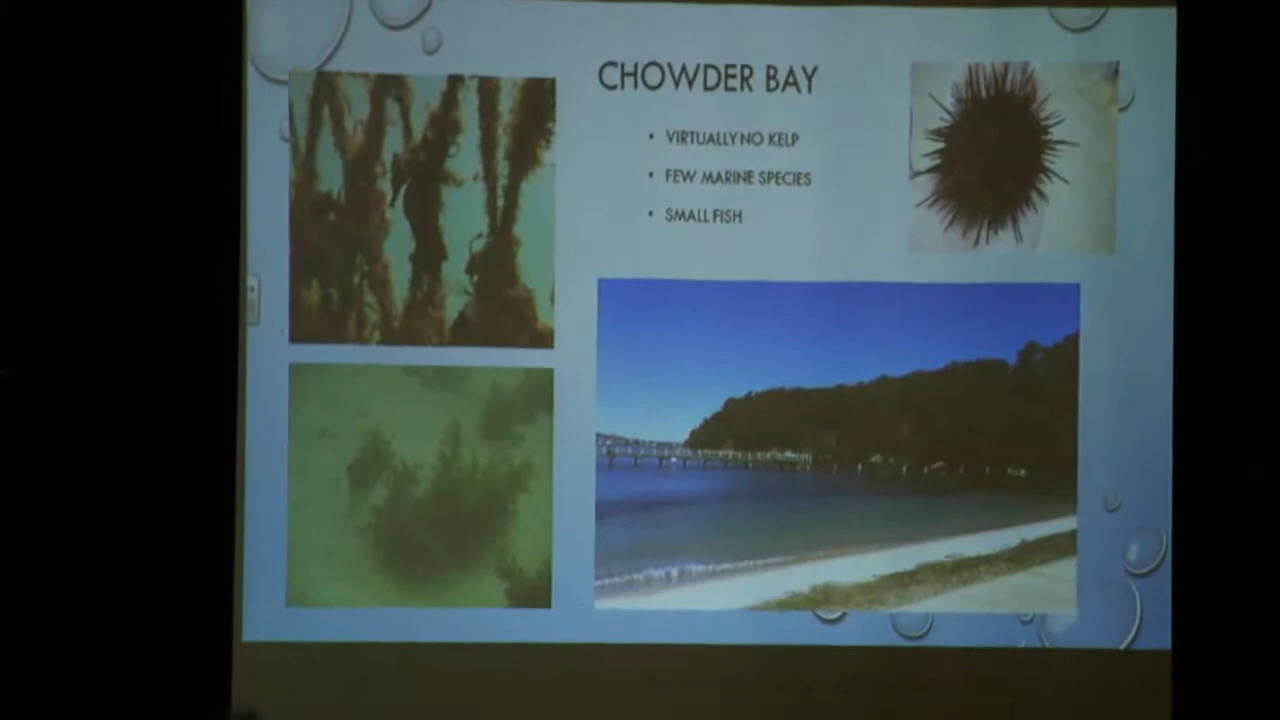 CHOWDER BAY
• VIRTUALLY NO KELP
• FEW MARINE SPECIES
• SMALL FISH